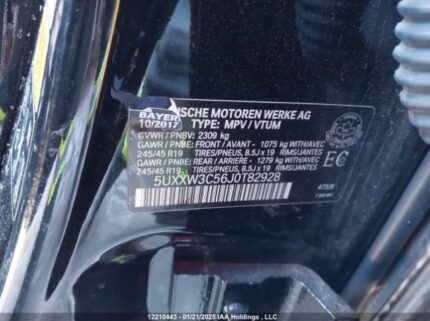 BAYERISCHE MOTOREN WERKE AG
10/2017 TYPE: MPV / VTUM
GVWR / PNBV: 2309 kg
GAWR / PNBE: FRONT / AVANT - 1075 kg WITH/AVEC
245/45 R19 TIRES/PNEUS, 8.5J x 19 RIMS/JANTES
GAWR / PNBE: REAR / ARRIERE - 1279 kg WITH/AVEC
245/45 R19 TIRES/PNEUS, 8.5J x 19 RIMS/JANTES
EC
5UXXW3C56J0T82928
475/9
12210443 - 01/21/2025 IAA Holdings, LLC